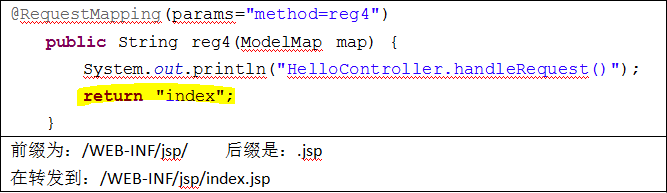 @RequestMapping(params="method=reg4")
public String reg4(ModelMap map) {
System.out.println("HelloController.handleRequest()");
return "index";
}
前缀为：/WEB-INF/jsp/ 后缀是：.jsp
在转发到：/WEB-INF/jsp/index.jsp